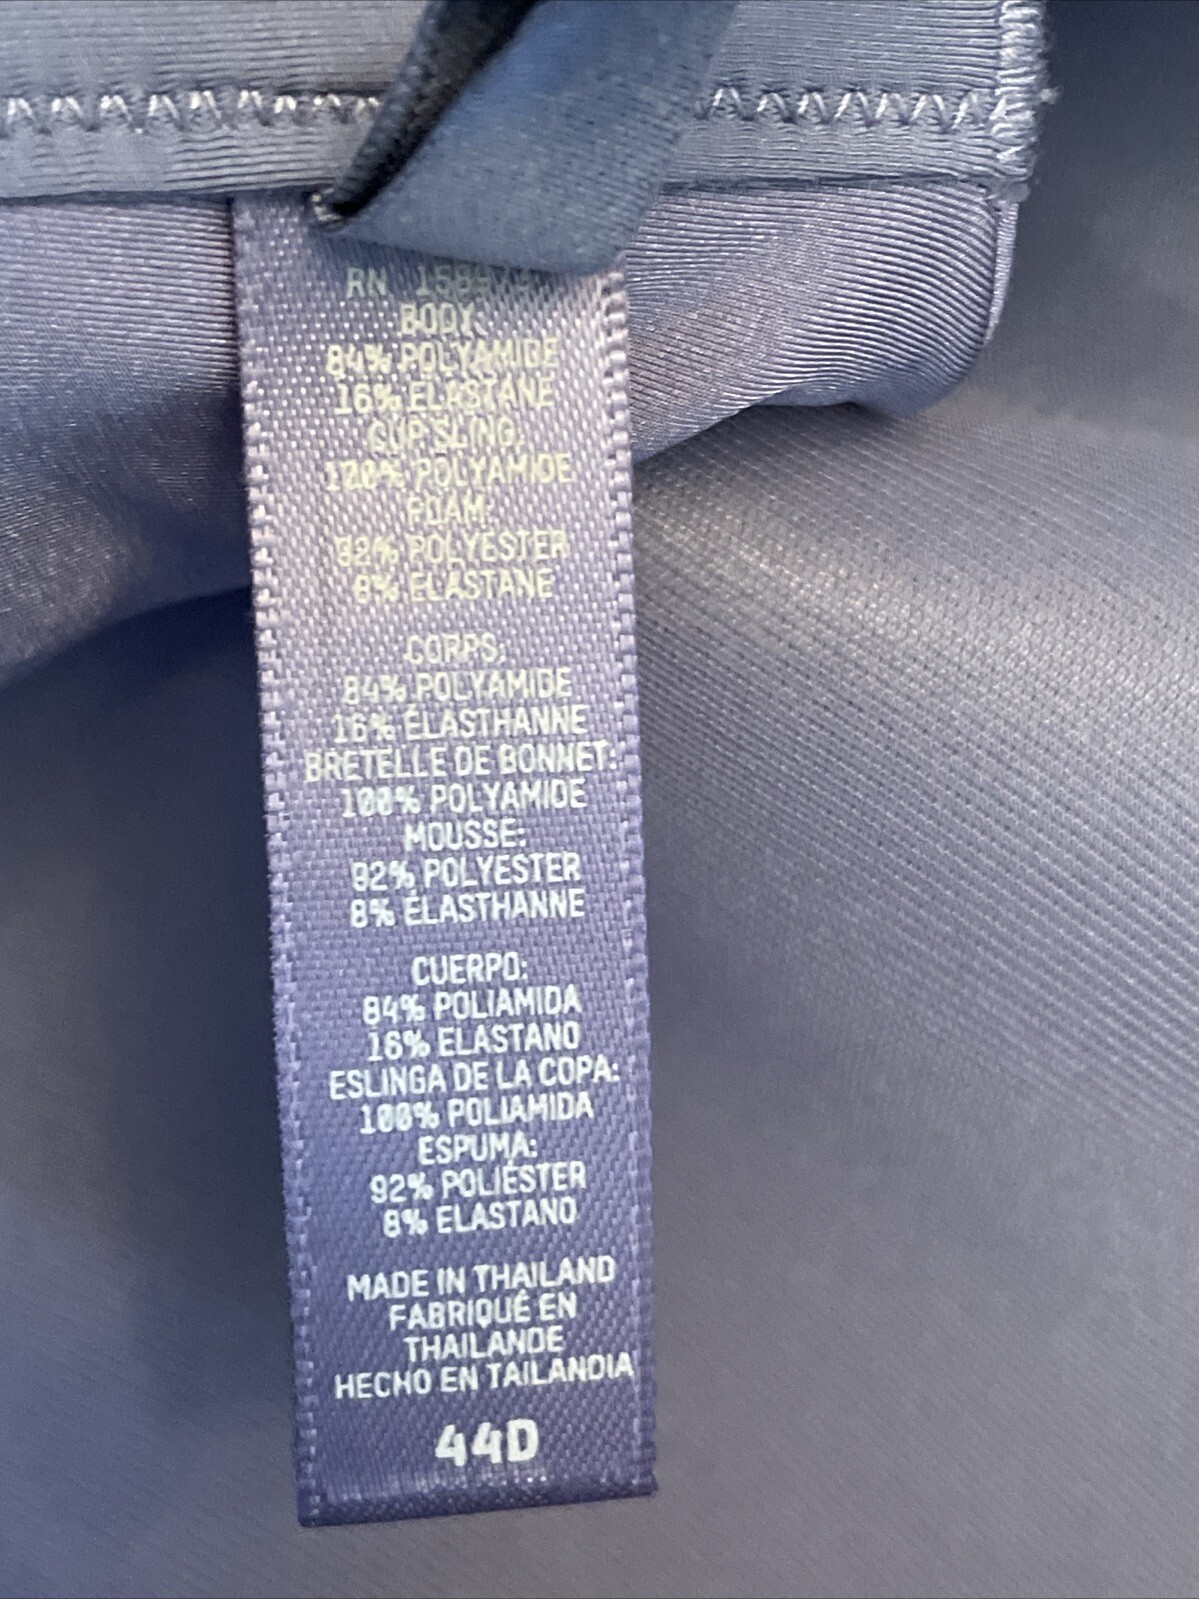 RN
BODY:
84% POLYAMIDE
16% ELASTANE
CUP SLING:
100% POLYAMIDE
FOAM:
92% POLYESTER
8% ELASTANE
CORPS:
84% POLYAMIDE
16% ÉLASTHANNE
BRETELLE DE BONNET:
100% POLYAMIDE
MOUSSE:
92% POLYESTER
8% ÉLASTHANNE
CUERPO:
84% POLIAMIDA
16% ELASTANO
ESLINGA DE LA COPA:
100% POLIAMIDA
ESPUMA:
92% POLIÉSTER
8% ELASTANO
MADE IN THAILAND
FABRIQUÉ EN
THAILANDE
HECHO EN TAILANDIA
44D